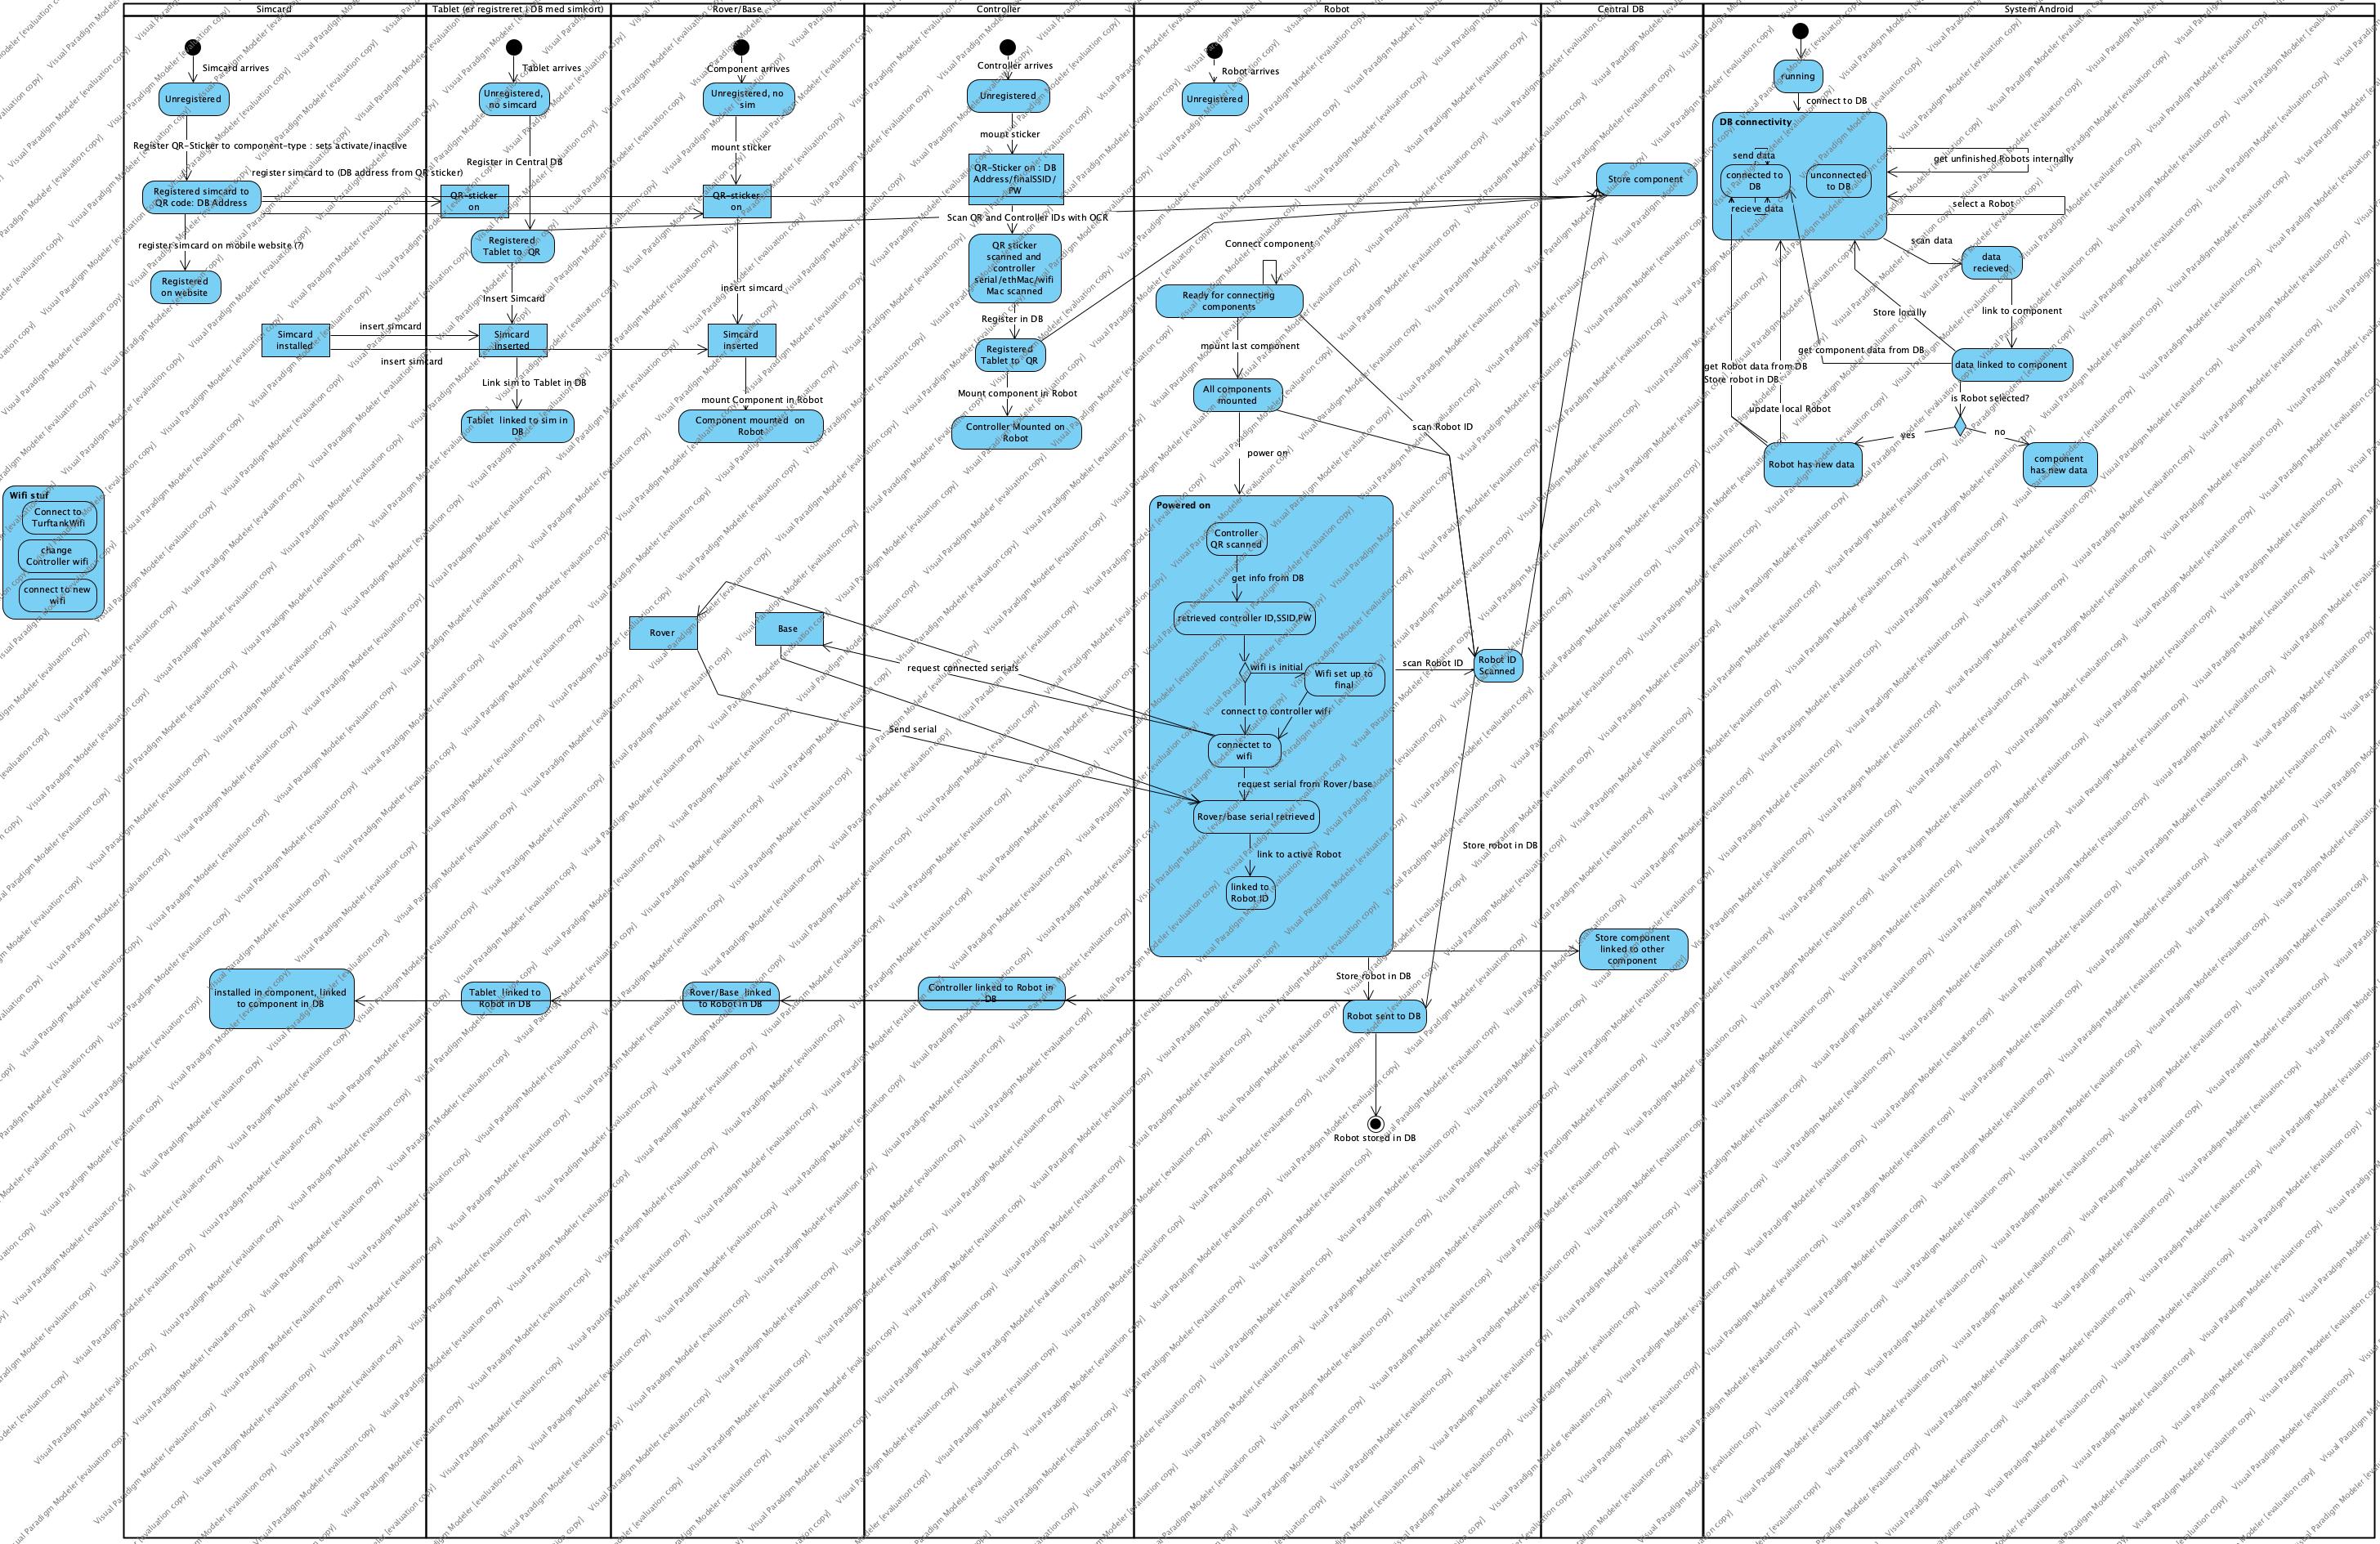 Simcard
Tablet (er registreret i DB med simkort)
Rover/Base
Controller
Robot
Central DB
System Android
Simcard arrives
Unregistered
Register QR-Sticker to component-type : sets activate/inactive
register simcard to (DB address from QR sticker)
Registered simcard to
QR code: DB Address
register simcard on mobile website (?)
Registered
on website
Simcard
installed
insert simcard
insert simcard
Wifi stuf
Connect to
TurftankWifi
change
Controller wifi
connect to new
wifi
installed in component, linked
to component in DB
Tablet arrives
Unregistered,
no simcard
Register in Central DB
QR-sticker
on
Registered
Tablet to QR
Insert Simcard
Simcard
inserted
Link sim to Tablet in DB
Tablet linked to sim in
DB
Tablet linked to
Robot in DB
Component arrives
Unregistered, no
sim
mount sticker
QR-sticker
on
insert simcard
Simcard
inserted
mount Component in Robot
Component mounted on
Robot
Rover
Base
request connected serials
Send serial
Rover/Base linked
to Robot in DB
Controller arrives
Unregistered
mount sticker
QR-Sticker on : DB
Address/finalSSID/
PW
Scan QR and Controller IDs with OCR
QR sticker
scanned and
controller
serial/ethMac/wifi
Mac scanned
Register in DB
Registered
Tablet to QR
Mount component in Robot
Controller Mounted on
Robot
Controller linked to Robot in
DB
Robot arrives
Unregistered
Connect component
Ready for connecting
components
mount last component
All components
mounted
scan Robot ID
power on
Powered on
Controller
QR scanned
get info from DB
retrieved controller ID,SSID,PW
wifi is initial
Wifi set up to
final
connect to controller wifi
connectet to
wifi
request serial from Rover/base
Rover/base serial retrieved
link to active Robot
linked to
Robot ID
scan Robot ID
Robot ID
Scanned
Store robot in DB
Store robot in DB
Robot sent to DB
Robot stored in DB
Store component
Store component
linked to other
component
running
connect to DB
DB connectivity
send data
connected to
DB
unconnected
to DB
recieve data
get unfinished Robots internally
select a Robot
scan data
data
recieved
link to component
Store locally
get component data from DB
data linked to component
get Robot data from DB
Store robot in DB
update local Robot
is Robot selected?
yes
no
Robot has new data
component
has new data
Visual Paradigm Modeler [evaluation copy]